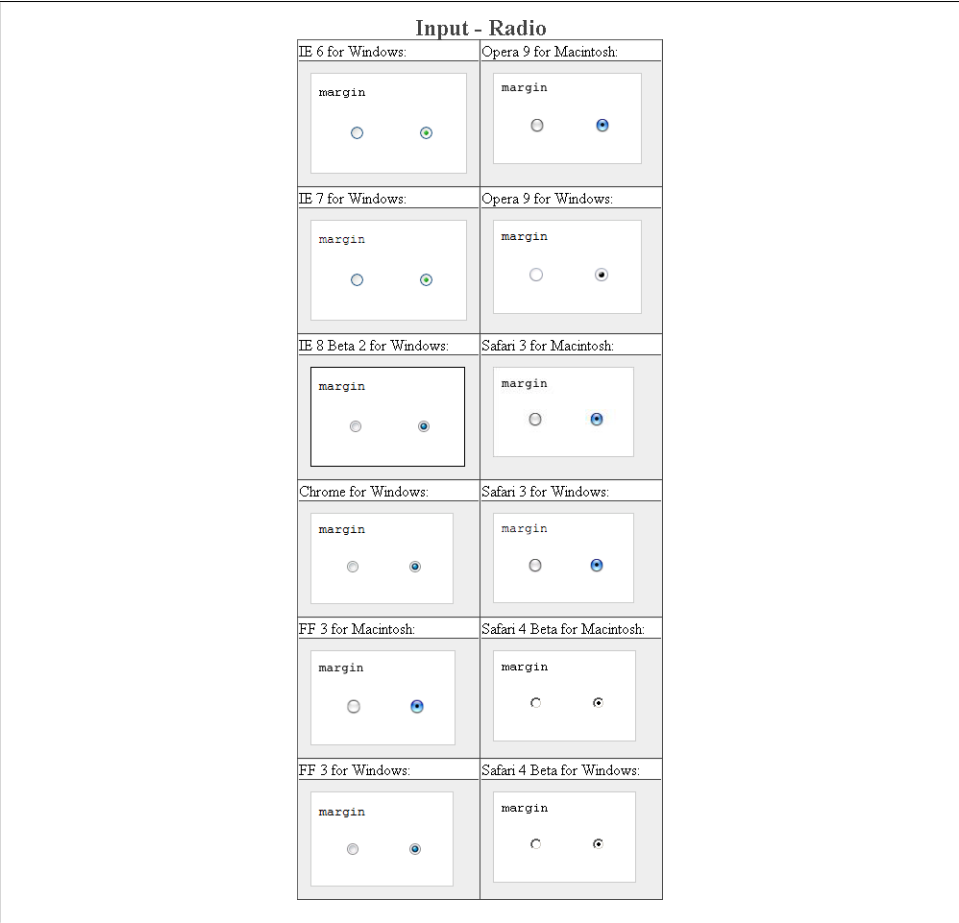 Input - Radio
IE 6 for Windows:
Opera 9 for Macintosh:
margin
margin
IE 7 for Windows:
Opera 9 for Windows:
margin
margin
IE 8 Beta 2 for Windows:
Safari 3 for Macintosh:
margin
margin
Chrome for Windows:
Safari 3 for Windows:
margin
margin
FF 3 for Macintosh:
Safari 4 Beta for Macintosh:
margin
margin
FF 3 for Windows:
Safari 4 Beta for Windows:
margin
margin